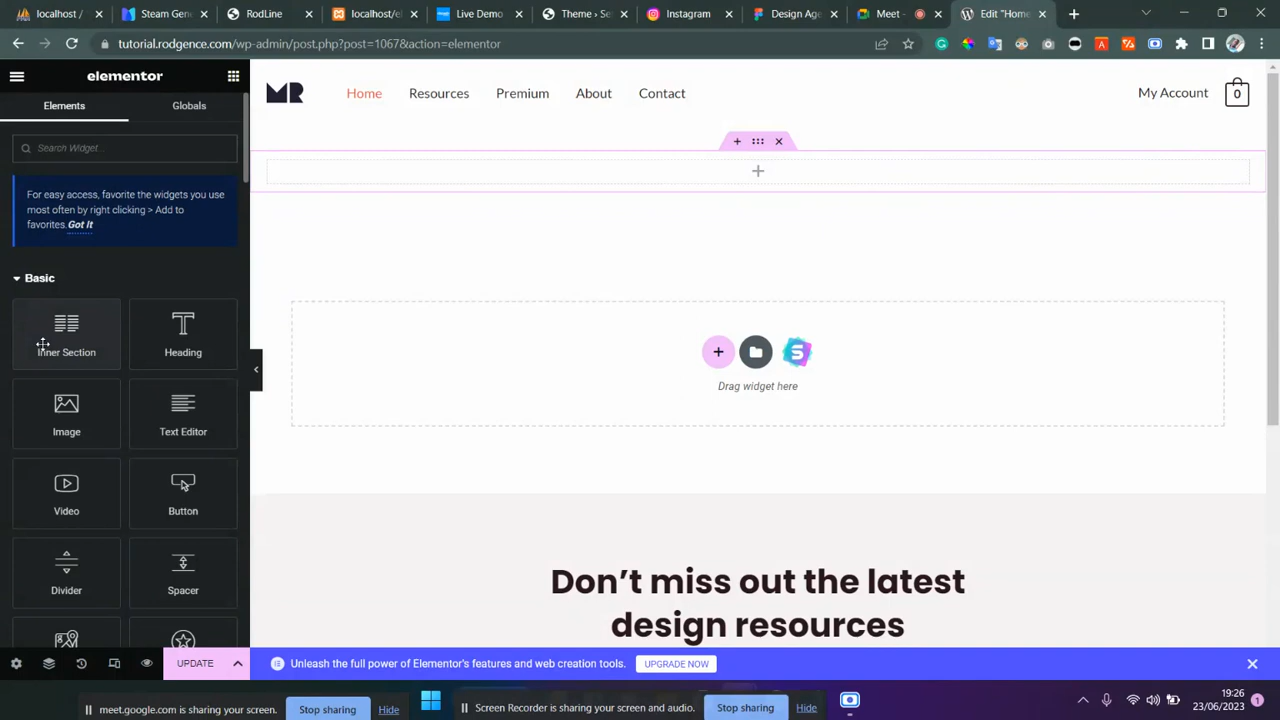 localhost/
localhost/e
Rodline
localhost/
Live Demo
Theme ‹ Se
Instagram
Design Age
Meet
Edit "Home
tutorial.rodgence.com/wp-admin/post.php?post=1067&action=elementor
elementor
Elements
Globals
Search Widget...
For easy access, favorite the widgets you
use most often by right clicking > Add to
favorites.Got It
Basic
Inner Section
Heading
Image
Text Editor
Video
Button
Divider
Spacer
UPDATE
MR
Home
Resources
Premium
About
Contact
My Account
0
Drag widget here
Don't miss out the latest
design resources
Unleash the full power of Elementor's features and web creation tools.
UPGRADE NOW
meet.google.com is sharing your screen.
Stop sharing
Hide
Screen Recorder is sharing your screen and audio.
Stop sharing
Hide
19:26
23/06/2023
1